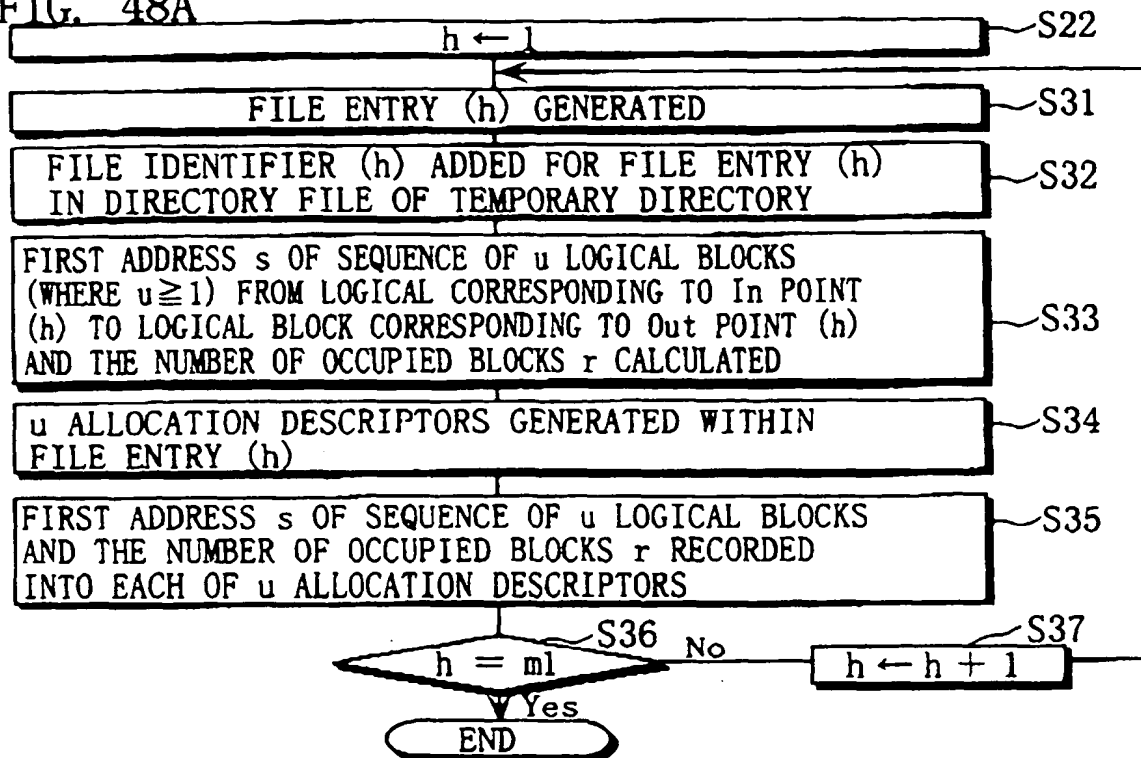 FIG. 48A
h ← 1
S22
FILE ENTRY (h) GENERATED
S31
FILE IDENTIFIER (h) ADDED FOR FILE ENTRY (h)
IN DIRECTORY FILE OF TEMPORARY DIRECTORY
S32
FIRST ADDRESS s OF SEQUENCE OF u LOGICAL BLOCKS
(WHERE u≧1) FROM LOGICAL CORRESPONDING TO In POINT
(h) TO LOGICAL BLOCK CORRESPONDING TO Out POINT (h)
AND THE NUMBER OF OCCUPIED BLOCKS r CALCULATED
S33
u ALLOCATION DESCRIPTORS GENERATED WITHIN
FILE ENTRY (h)
S34
FIRST ADDRESS s OF SEQUENCE OF u LOGICAL BLOCKS
AND THE NUMBER OF OCCUPIED BLOCKS r RECORDED
INTO EACH OF u ALLOCATION DESCRIPTORS
S35
h = m1
S36
No
h ← h + 1
S37
Yes
END